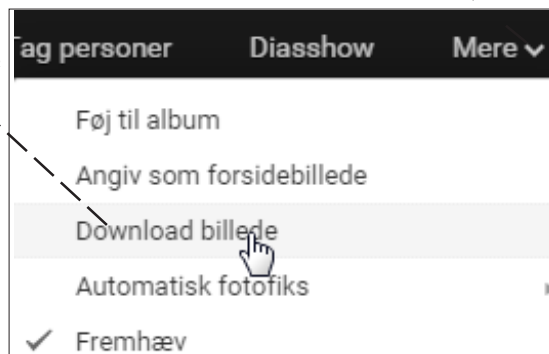 Tag personer Diasshow Mere
Føj til album
Angiv som forsidebillede
Download billede
Automatisk fotofiks
Fremhæv